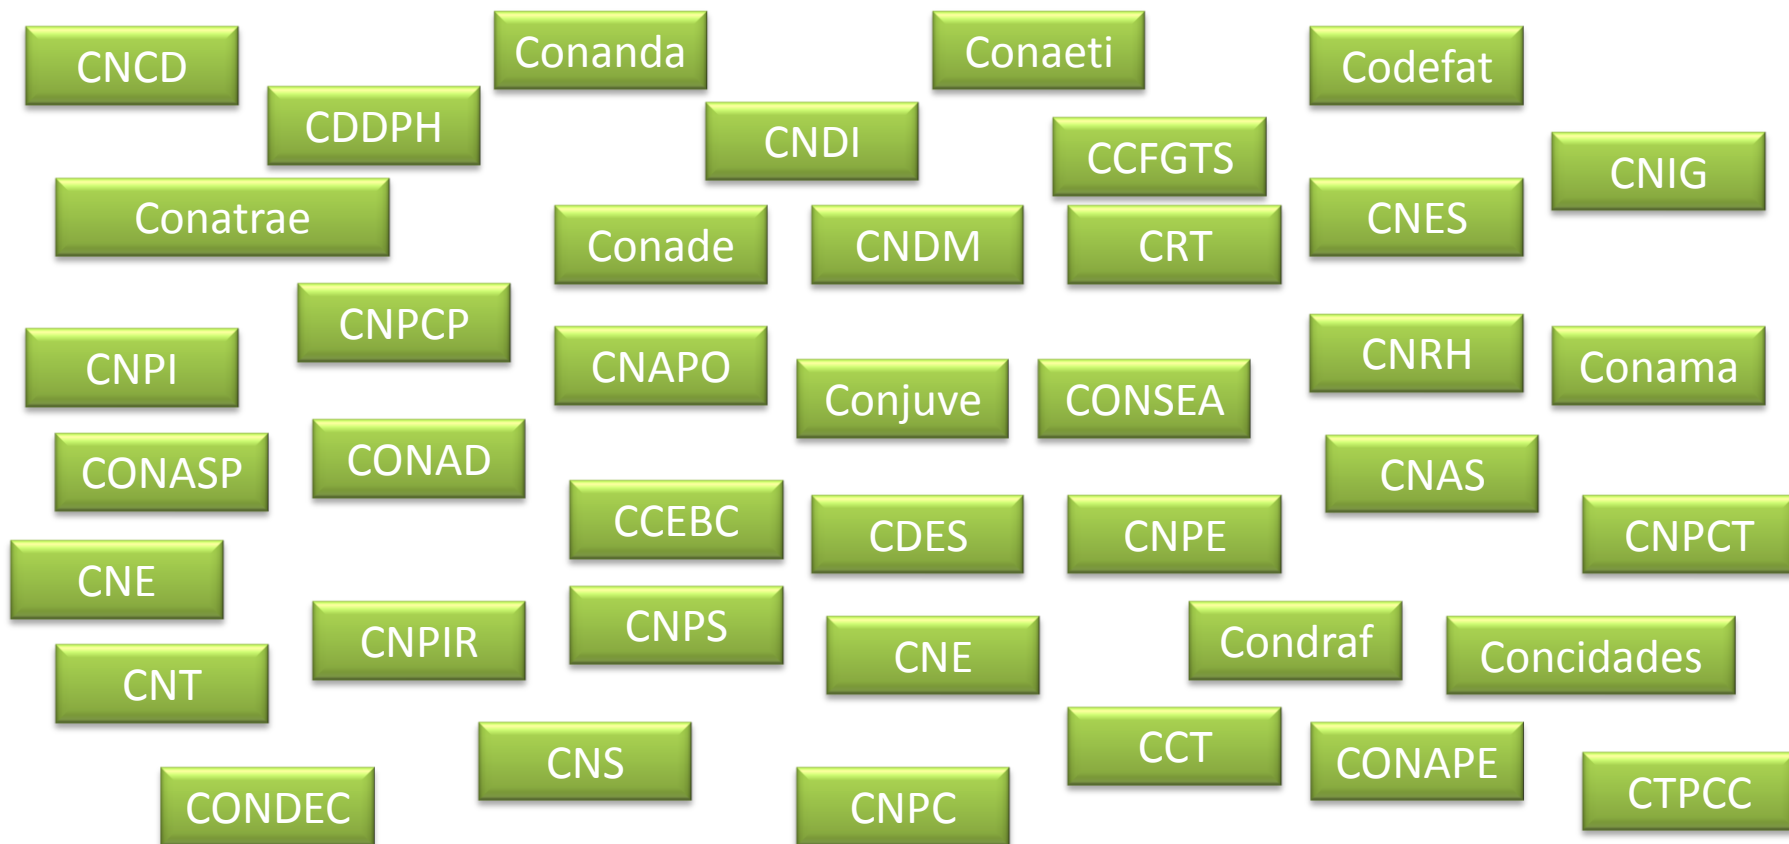 CNCD
Conanda
Conaeti
Codefat
CDDPH
CNDI
CCFGTS
CNIG
Conatrae
Conade
CNDM
CRT
CNES
CNPCP
CNPI
CNAPO
Conjuve
CONSEA
CNRH
Conama
CONASP
CONAD
CNAS
CCEBC
CDES
CNPE
CNPCT
CNE
CNPIR
CNPS
CNE
Condraf
Concidades
CNT
CNS
CCT
CONAPE
CONDEC
CNPC
CTPCC